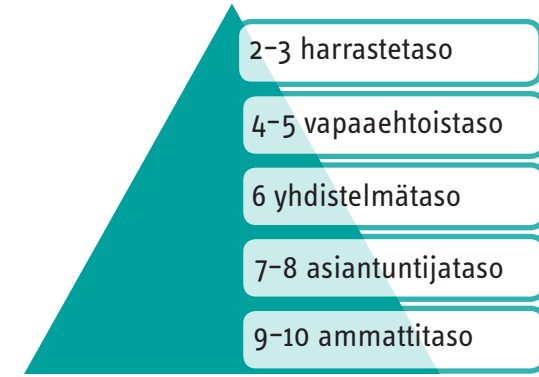 2–3 harrastetaso
4–5 vapaaehtoistaso
6 yhdistelmätaso
7–8 asiantuntijataso
9–10 ammattitaso